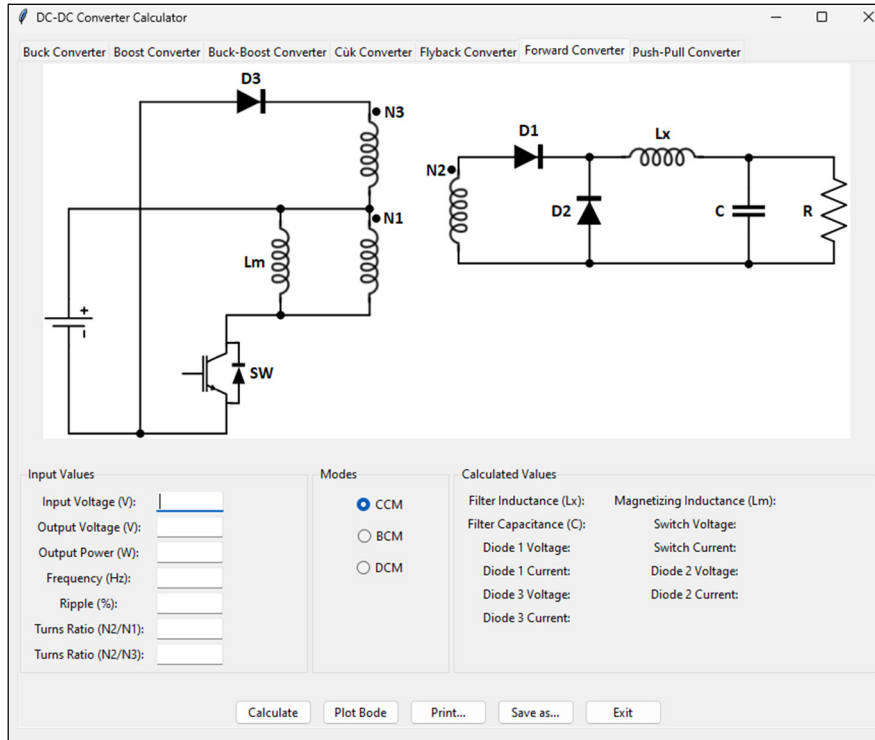 DC-DC Converter Calculator
Buck Converter Boost Converter Buck-Boost Converter Cùk Converter Flyback Converter Forward Converter Push-Pull Converter
D3
N3
D1
Lx
N2
D2
C
R
N1
Lm
+
-
SW
Input Values
Input Voltage (V):
Output Voltage (V):
Output Power (W):
Frequency (Hz):
Ripple (%):
Turns Ratio (N2/N1):
Turns Ratio (N2/N3):
Modes
CCM
BCM
DCM
Calculated Values
Filter Inductance (Lx): Magnetizing Inductance (Lm):
Filter Capacitance (C): Switch Voltage:
Diode 1 Voltage: Switch Current:
Diode 1 Current: Diode 2 Voltage:
Diode 3 Voltage: Diode 2 Current:
Diode 3 Current:
Calculate Plot Bode Print... Save as... Exit